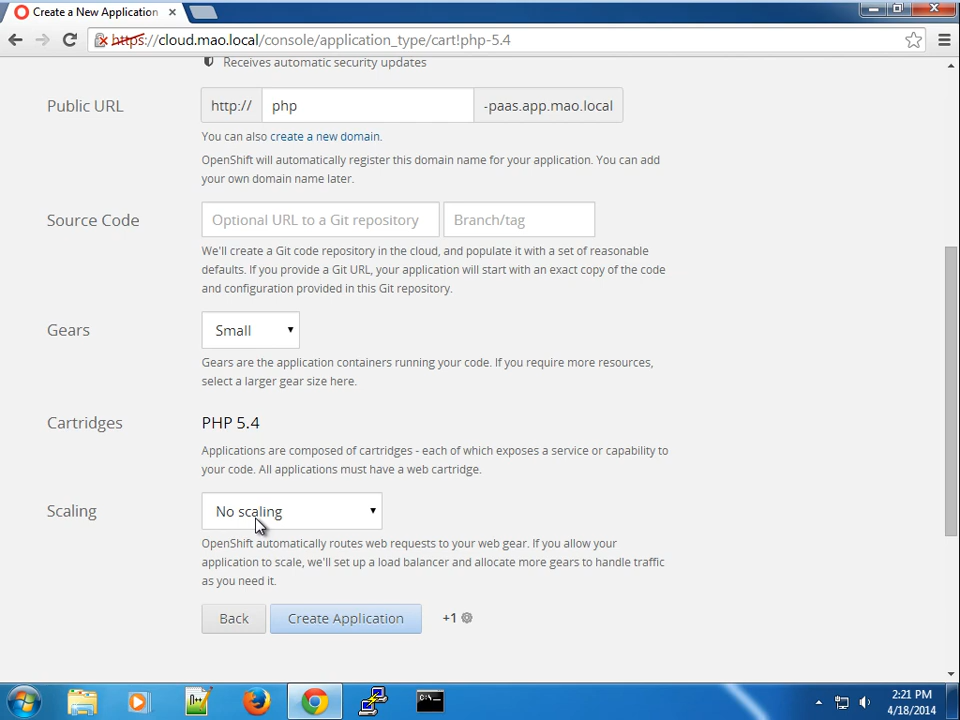 Create a New Application
https://cloud.mao.local/console/application_type/cart!php-5.4
Receives automatic security updates
Public URL
http:// php -paas.app.mao.local
You can also create a new domain.
OpenShift will automatically register this domain name for your application. You can add
your own domain name later.
Source Code
Optional URL to a Git repository Branch/tag
We'll create a Git code repository in the cloud, and populate it with a set of reasonable
defaults. If you provide a Git URL, your application will start with an exact copy of the code
and configuration provided in this Git repository.
Gears
Small
Gears are the application containers running your code. If you require more resources,
select a larger gear size here.
Cartridges
PHP 5.4
Applications are composed of cartridges - each of which exposes a service or capability to
your code. All applications must have a web cartridge.
Scaling
No scaling
OpenShift automatically routes web requests to your web gear. If you allow your
application to scale, we'll set up a load balancer and allocate more gears to handle traffic
as you need it.
Back Create Application +1
2:21 PM
4/18/2014